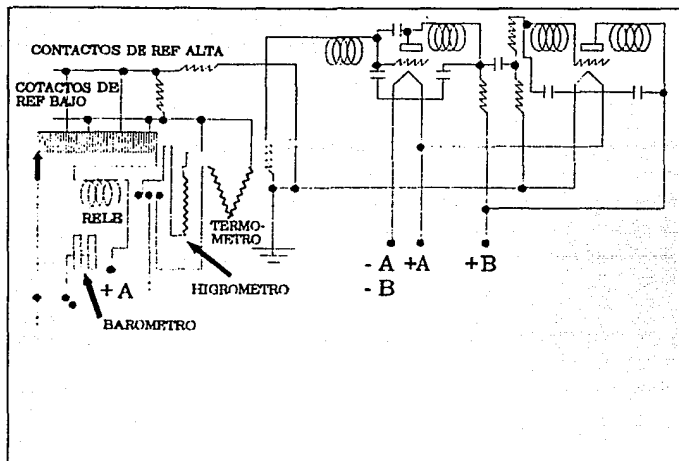 CONTACTOS DE REF ALTA
COTACTOS DE
REF BAJO
RELE
TERMO-
METRO
HIGROMETRO
+ A
BAROMETRO
- A +A +B
- B